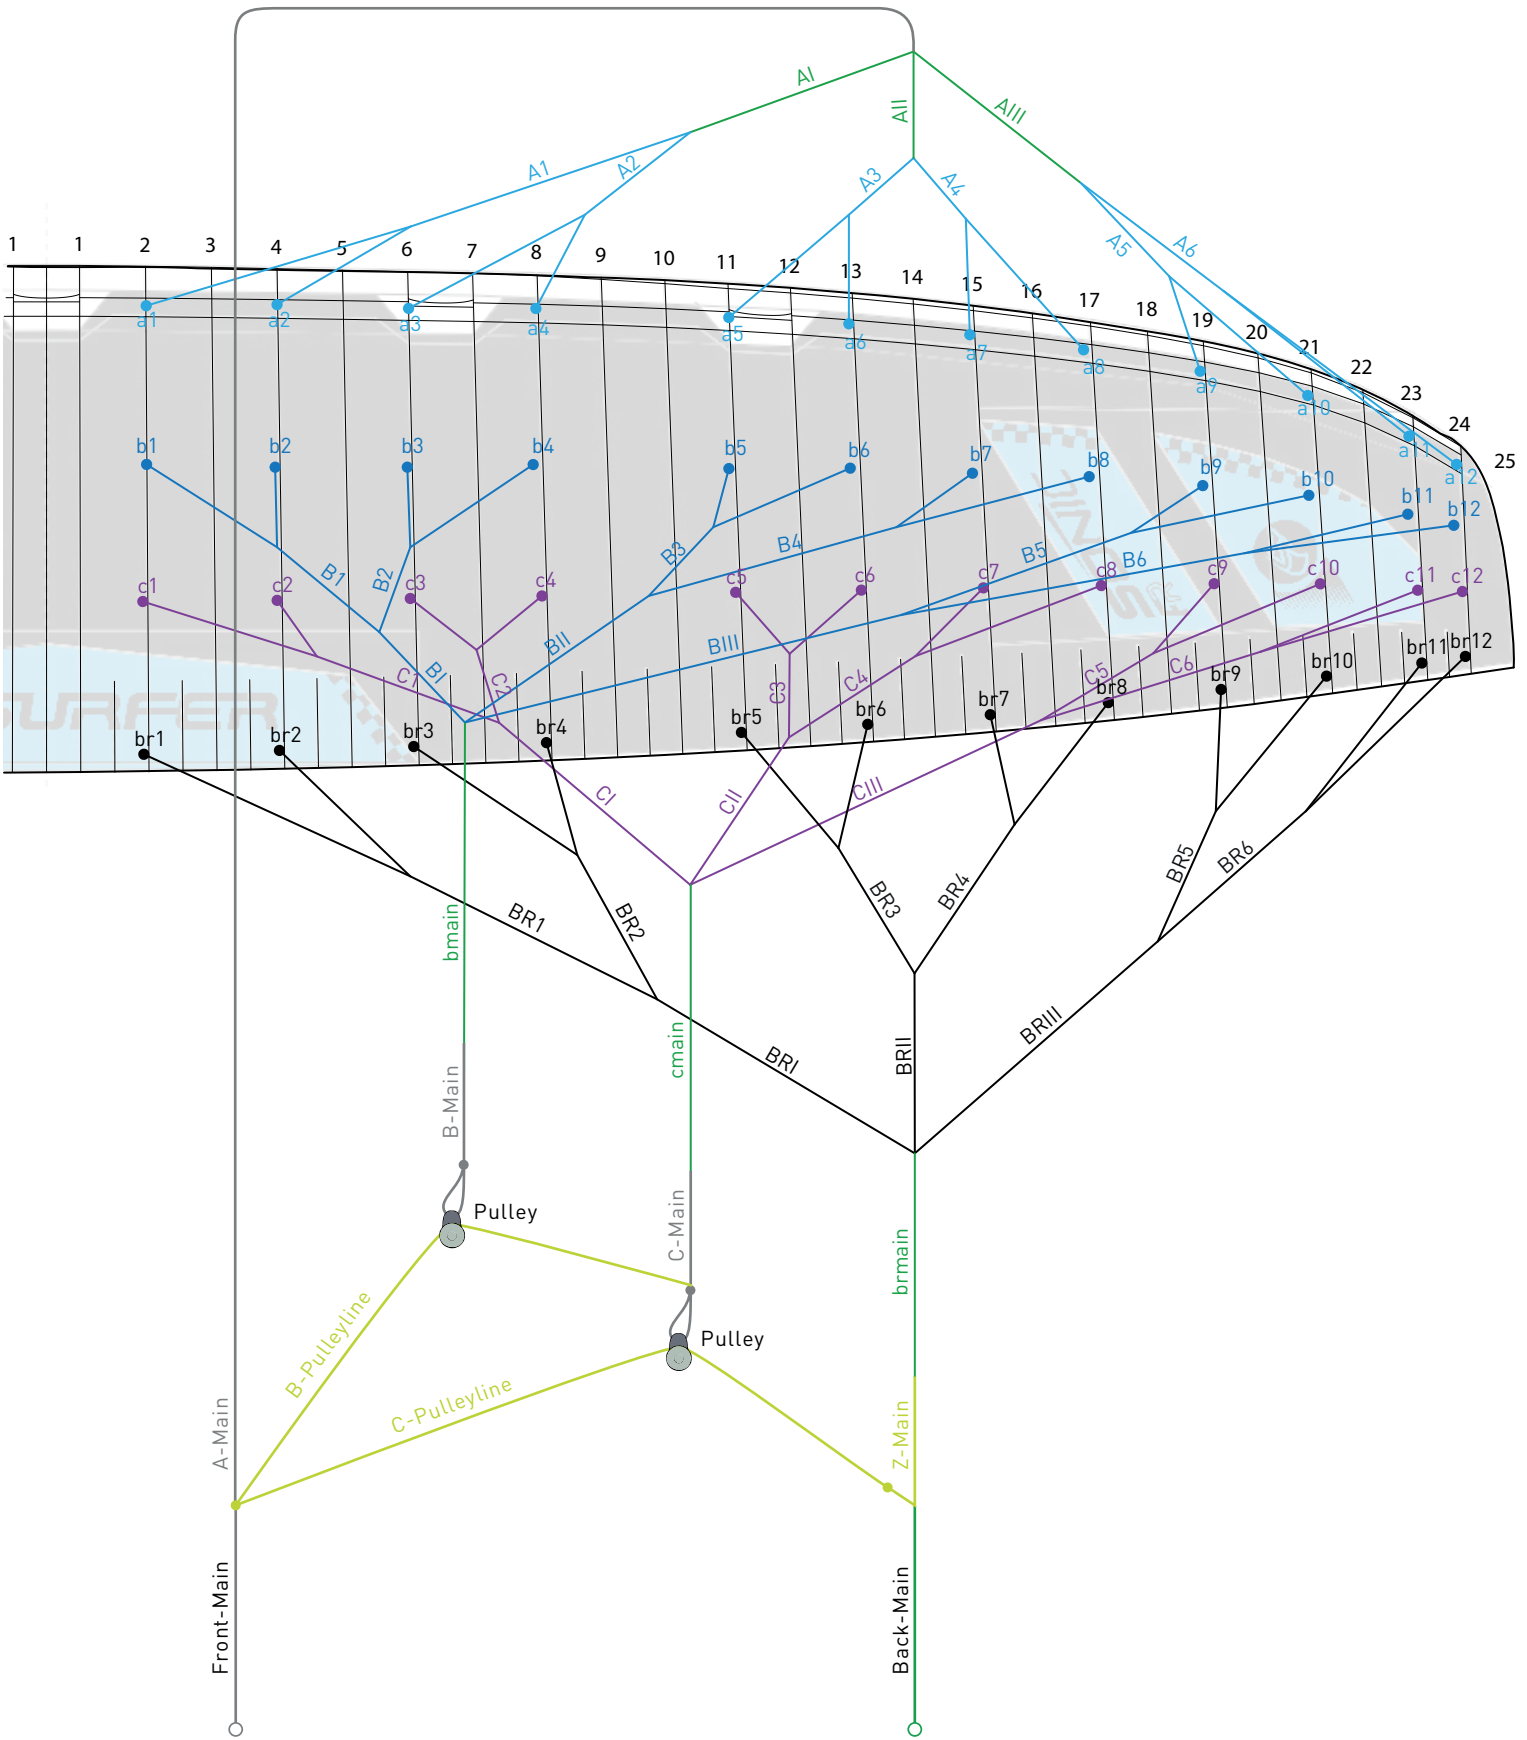 AI
AII
AIII
A1
A2
A3
A4
A5
A6
1 1 2 3 4 5 6 7 8 9 10 11 12 13 14 15 16 17 18 19 20 21 22 23 24 25
a1 a2 a3 a4 a5 a6 a7 a8 a9 a10 a11 a12
b1 b2 b3 b4 b5 b6 b7 b8 b9 b10 b11 b12
B1 B2 B3 B4 B5 B6
c1 c2 c3 c4 c5 c6 c7 c8 c9 c10 c11 c12
BI BII BIII
C1 C2 C3 C4 C5 C6
SURFER
br1 br2 br3 br4 br5 br6 br7 br8 br9 br10 br11 br12
CI CII CIII
BR1 BR2 BR3 BR4 BR5 BR6
bmain
cmain
BRI BRII BRIII
B-Main
Pulley
C-Main
brmain
Pulley
B-Pulleyline
C-Pulleyline
A-Main
Z-Main
Front-Main
Back-Main